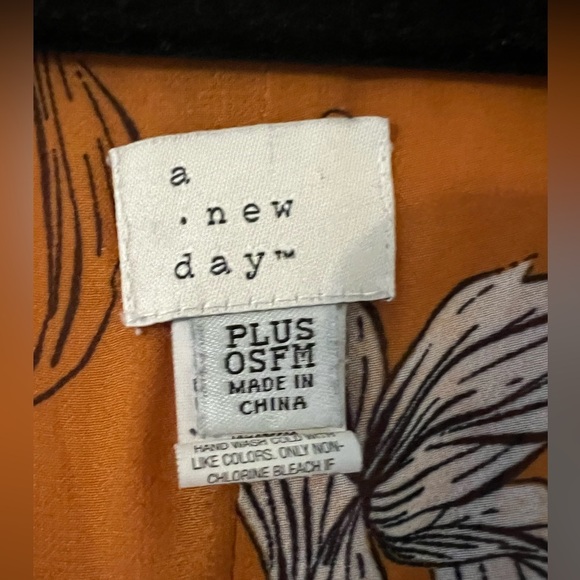 a
.new
day™
PLUS
OSFM
MADE IN
CHINA
HAND WASH COLD WITH
LIKE COLORS. ONLY NON-
CHLORINE BLEACH IF